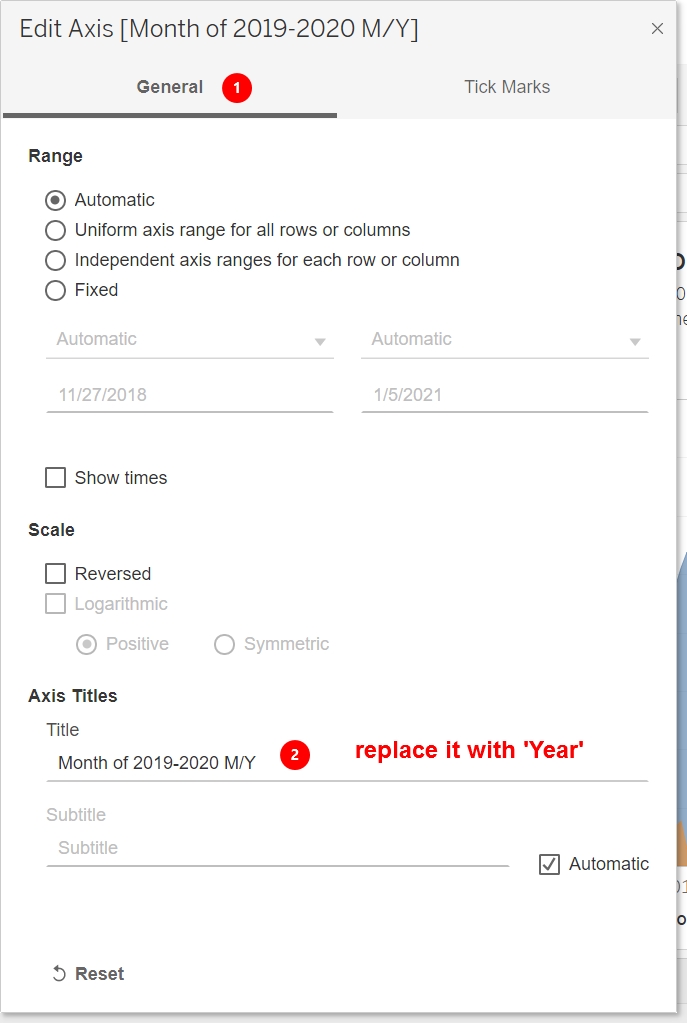 Edit Axis [Month of 2019-2020 M/Y]
General 1 Tick Marks
Range
Automatic
Uniform axis range for all rows or columns
Independent axis ranges for each row or column
Fixed
Automatic Automatic
11/27/2018 1/5/2021
Show times
Scale
Reversed
Logarithmic
Positive Symmetric
Axis Titles
Title
Month of 2019-2020 M/Y 2 replace it with 'Year'
Subtitle
Subtitle
Automatic
Reset